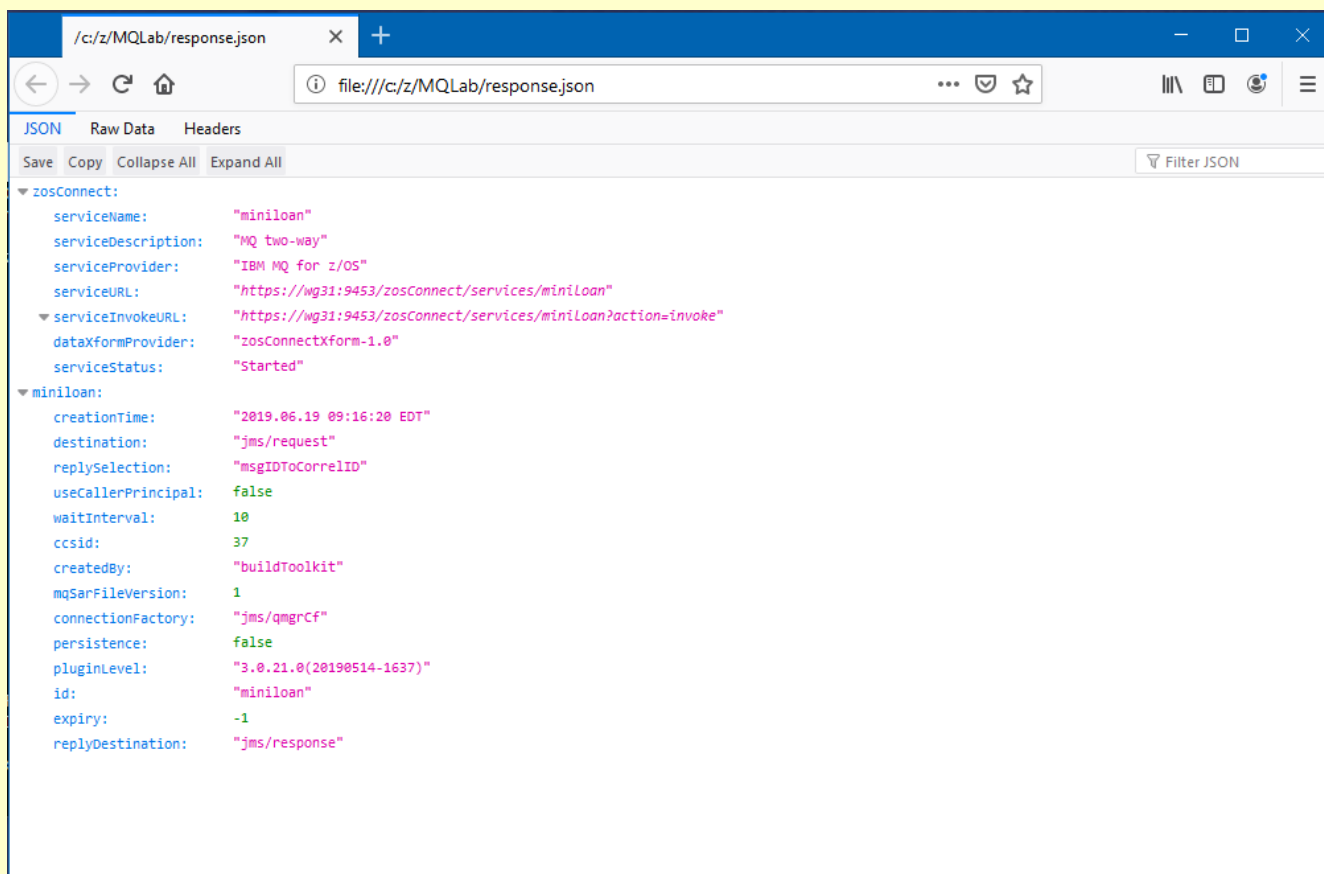 /c:/z/MQLab/response.json
file:///c:/z/MQLab/response.json
JSON Raw Data Headers
Save Copy Collapse All Expand All Filter JSON
zosConnect:
serviceName: "miniloan"
serviceDescription: "MQ two-way"
serviceProvider: "IBM MQ for z/OS"
serviceURL: "https://wg31:9453/zosConnect/services/miniloan"
serviceInvokeURL: "https://wg31:9453/zosConnect/services/miniloan?action=invoke"
dataXformProvider: "zosConnectXform-1.0"
serviceStatus: "Started"
miniloan:
creationTime: "2019.06.19 09:16:20 EDT"
destination: "jms/request"
replySelection: "msgIDToCorrelID"
useCallerPrincipal: false
waitInterval: 10
ccsid: 37
createdBy: "buildToolkit"
mqSarFileVersion: 1
connectionFactory: "jms/qmgrCf"
persistence: false
pluginLevel: "3.0.21.0(20190514-1637)"
id: "miniloan"
expiry: -1
replyDestination: "jms/response"